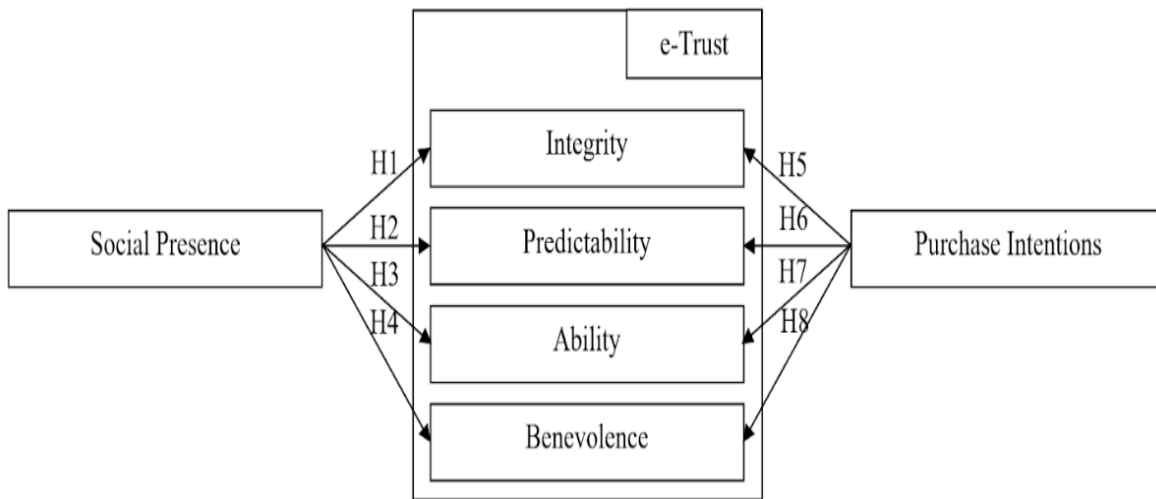 e-Trust
Integrity
H1
H5
Social Presence
H2
Predictability
H6
Purchase Intentions
H3
H7
H4
Ability
H8
Benevolence